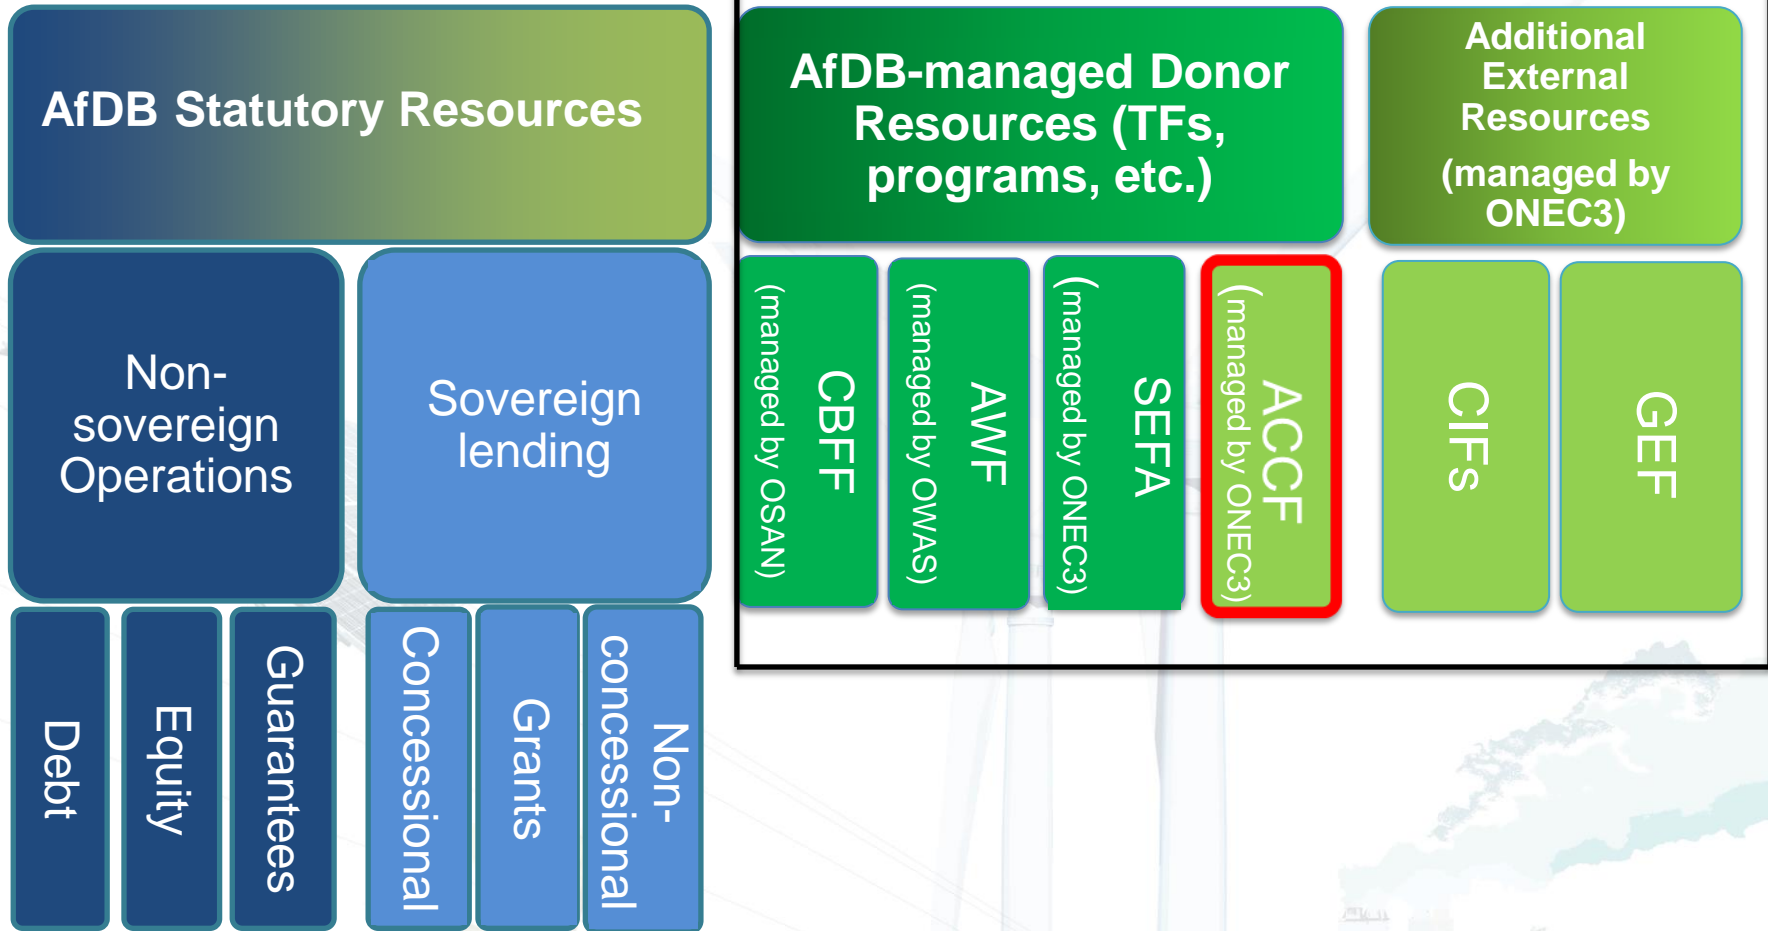 AfDB Statutory Resources
AfDB-managed Donor
Resources (TFs,
programs, etc.)
Additional
External
Resources
(managed by
ONEC3)
Non-
sovereign
Operations
Sovereign
lending
CBFF
(managed by OSAN)
AWF
(managed by OWAS)
SEFA
(managed by ONEC3)
ACCF
(managed by ONEC3)
CIFs
GEF
Debt
Equity
Guarantees
Concessional
Grants
Non-
concessional